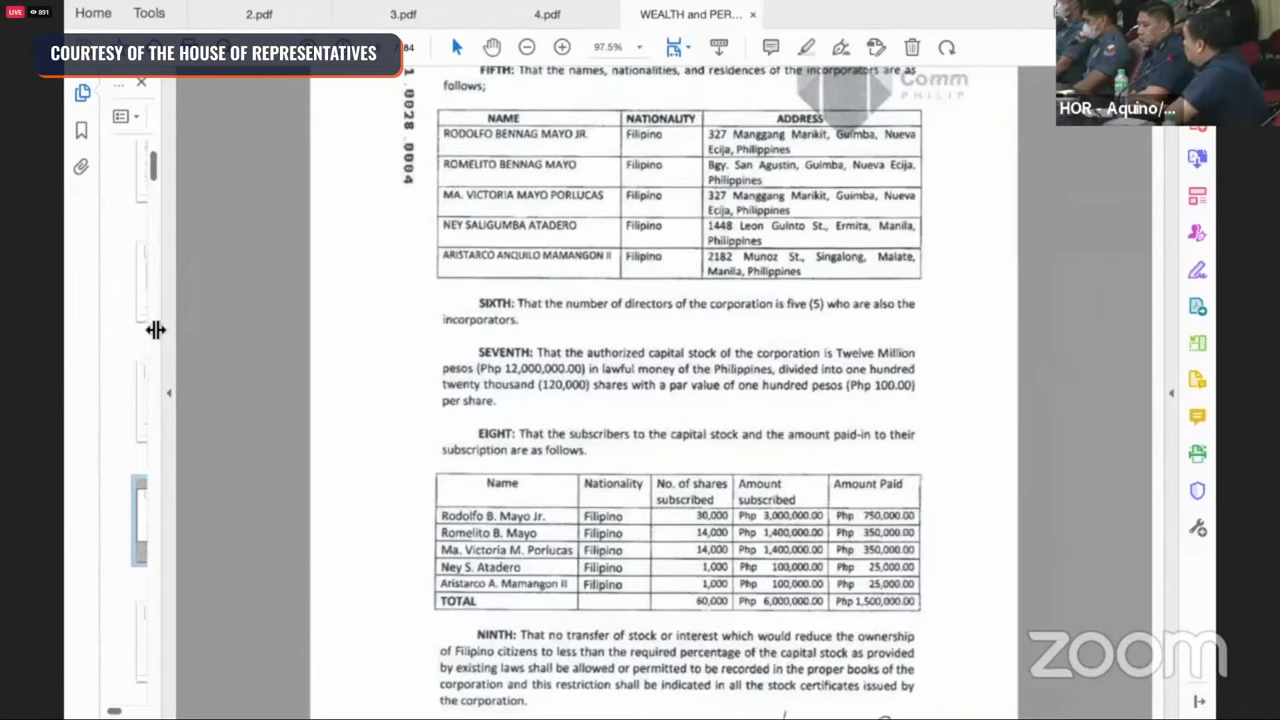 LIVE 891
Home Tools 2.pdf 3.pdf 4.pdf WEALTH and PER... ×
COURTESY OF THE HOUSE OF REPRESENTATIVES
84 97.5%
HOR - Aquino/...
FIFTH: That the names, nationalities, and residences of the incorporators are as
follows;
Comm
PHILIP
NAME NATIONALITY ADDRESS
RODOLFO BENNAG MAYO JR. Filipino 327 Manggang Marikit, Guimba, Nueva
Ecija, Philippines
ROMELITO BENNAG MAYO Filipino Bgy. San Agustin, Guimba, Nueva Ecija,
Philippines
MA. VICTORIA MAYO PORLUCAS Filipino 327 Manggang Marikit, Guimba, Nueva
Ecija, Philippines
NEY SALIGUMBA ATADERO Filipino 1448 Leon Guinto St., Ermita, Manila,
Philippines
ARISTARCO ANQUILO MAMANGON II Filipino 2182 Munoz St., Singalong, Malate,
Manila, Philippines
SIXTH: That the number of directors of the corporation is five (5) who are also the
incorporators.
SEVENTH: That the authorized capital stock of the corporation is Twelve Million
pesos (Php 12,000,000.00) in lawful money of the Philippines, divided into one hundred
twenty thousand (120,000) shares with a par value of one hundred pesos (Php 100.00)
per share.
EIGHT: That the subscribers to the capital stock and the amount paid-in to their
subscription are as follows.
Name Nationality No. of shares Amount Amount Paid
subscribed subscribed
Rodolfo B. Mayo Jr. Filipino 30,000 Php 3,000,000.00 Php 750,000.00
Romelito B. Mayo Filipino 14,000 Php 1,400,000.00 Php 350,000.00
Ma. Victoria M. Porlucas Filipino 14,000 Php 1,400,000.00 Php 350,000.00
Ney S. Atadero Filipino 1,000 Php 100,000.00 Php 25,000.00
Aristarco A. Mamangon II Filipino 1,000 Php 100,000.00 Php 25,000.00
TOTAL 60,000 Php 6,000,000.00 Php 1,500,000.00
NINTH: That no transfer of stock or interest which would reduce the ownership
of Filipino citizens to less than the required percentage of the capital stock as provided
by existing laws shall be allowed or permitted to be recorded in the proper books of the
corporation and this restriction shall be indicated in all the stock certificates issued by
the corporation.
zoom